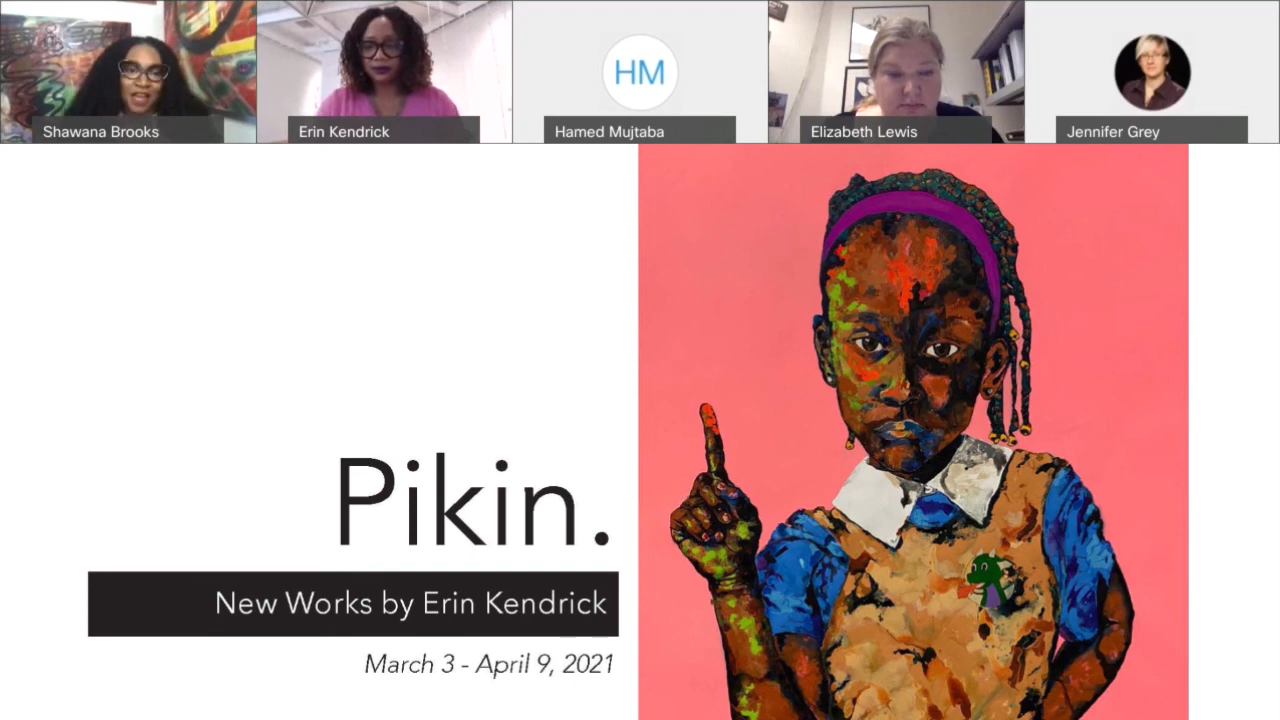 Shawana Brooks
Erin Kendrick
HM
Hamed Mujtaba
Elizabeth Lewis
Jennifer Grey
Pikin.
New Works by Erin Kendrick
March 3 - April 9, 2021